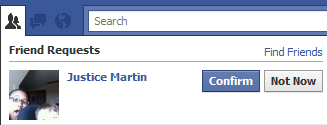 Search
Friend Requests Find Friends
Justice Martin Confirm Not Now